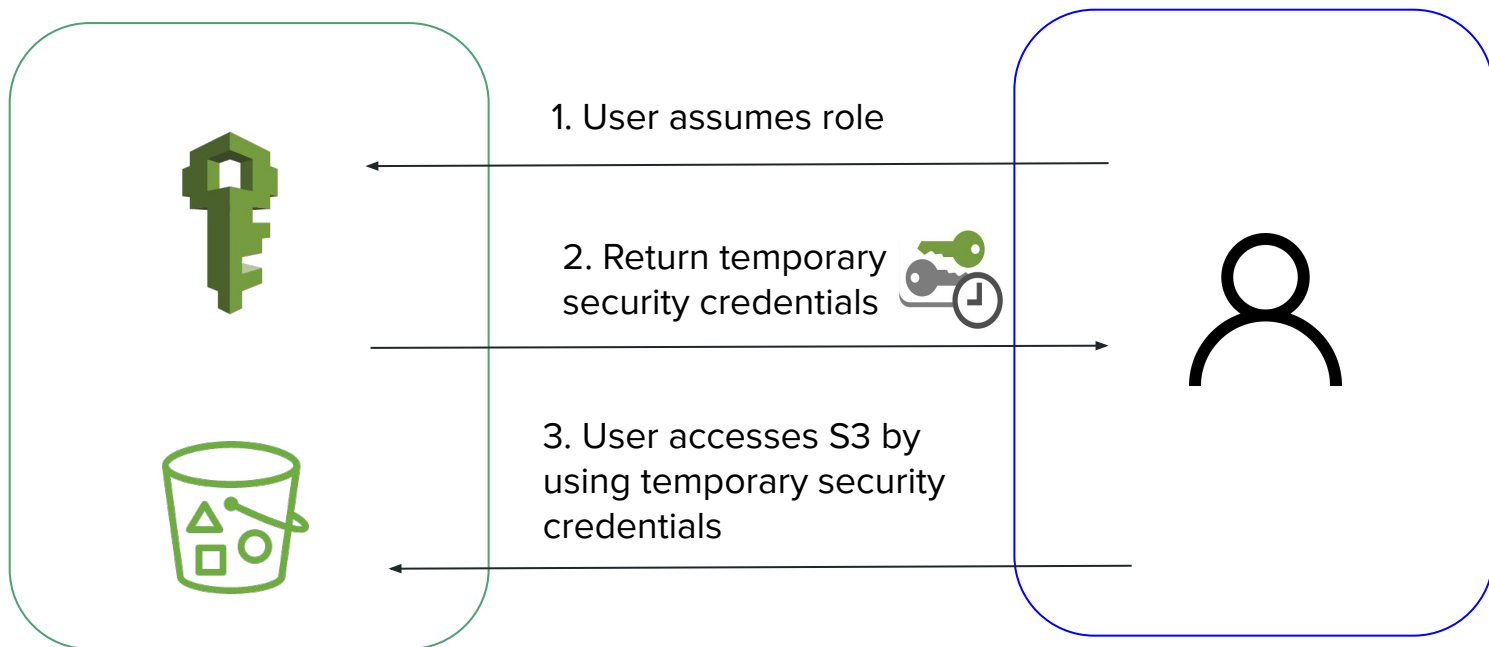 1. User assumes role
2. Return temporary
security credentials
3. User accesses S3 by
using temporary security
credentials